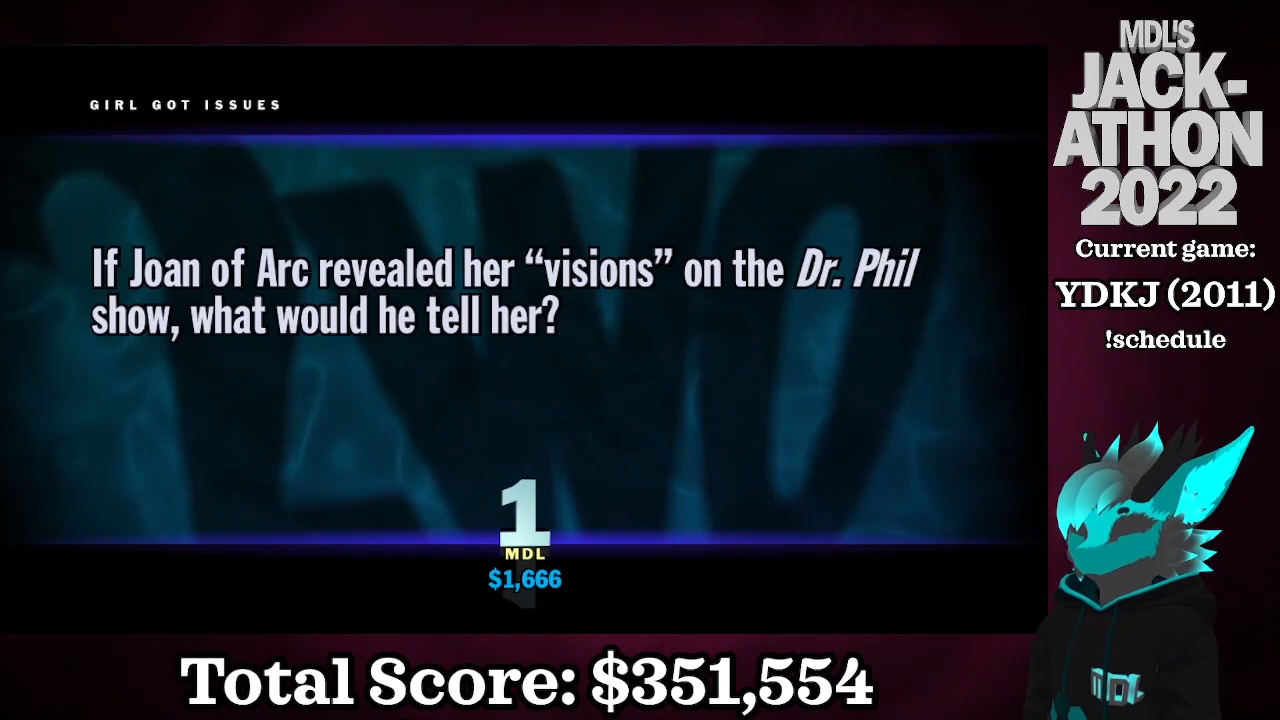 GIRL GOT ISSUES
If Joan of Arc revealed her “visions” on the Dr. Phil
show, what would he tell her?
1
MDL
$1,666
Total Score: $351,554
MDL'S
JACK-
ATHON
2022
Current game:
YDKJ (2011)
!schedule
MDL